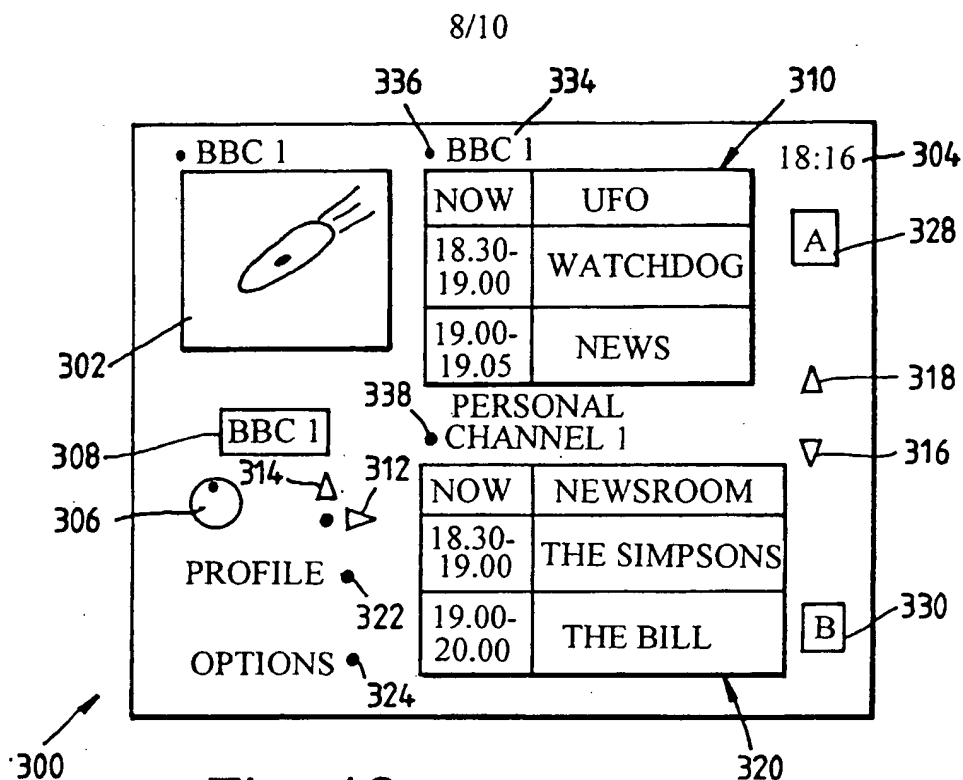 8/10
336 334 310
BBC 1
BBC 1
18:16 304
NOW UFO
A 328
18.30-
19.00 WATCHDOG
19.00-
19.05 NEWS
302
318
338 PERSONAL
CHANNEL 1
308 BBC 1
316
314 312
306
NOW NEWSROOM
18.30-
19.00 THE SIMPSONS
PROFILE
322
19.00-
20.00 THE BILL
B 330
OPTIONS
324
300
320